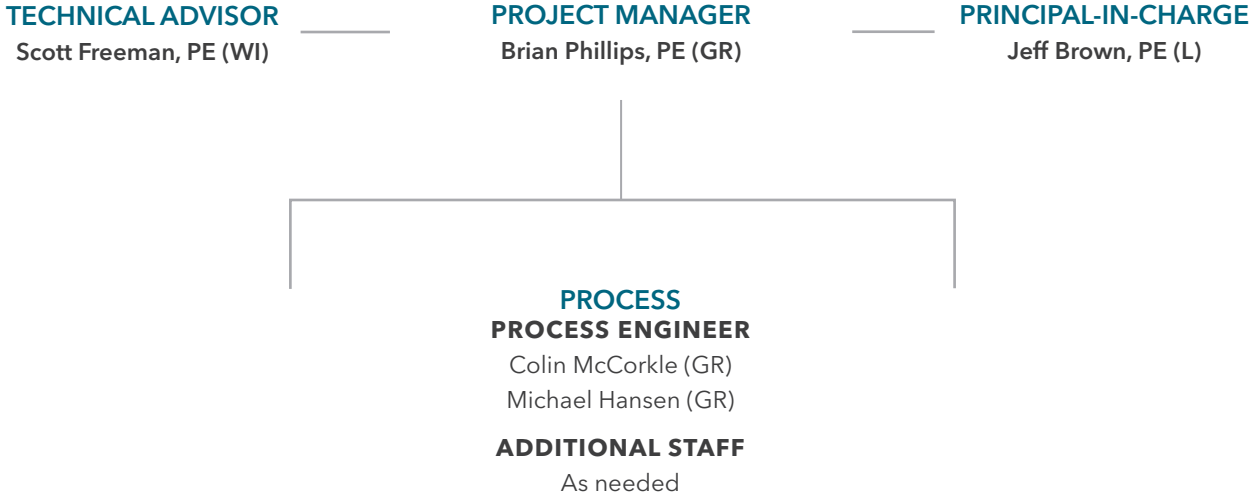 TECHNICAL ADVISOR
Scott Freeman, PE (WI)
PROJECT MANAGER
Brian Phillips, PE (GR)
PRINCIPAL-IN-CHARGE
Jeff Brown, PE (L)
PROCESS
PROCESS ENGINEER
Colin McCorkle (GR)
Michael Hansen (GR)
ADDITIONAL STAFF
As needed